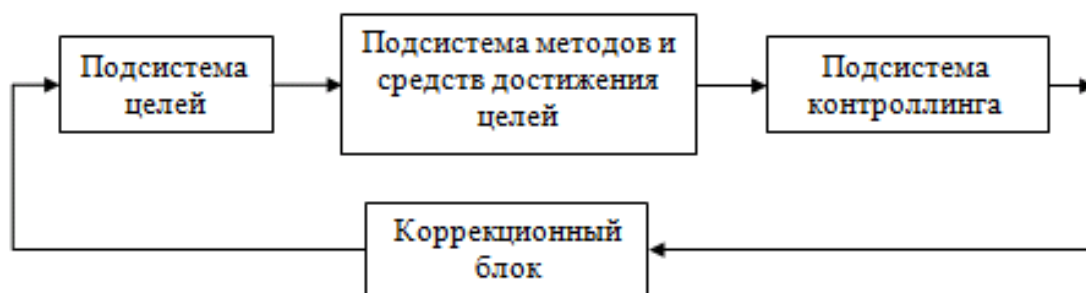 Подсистема
целей
Подсистема методов и
средств достижения
целей
Подсистема
контроллинга
Коррекционный
блок